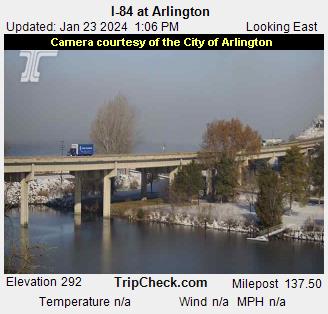 I-84 at Arlington
Updated: Jan 23 2024 1:06 PM Looking East
Camera courtesy of the City of Arlington
Elevation 292 TripCheck.com Milepost 137.50
Temperature n/a Wind n/a MPH n/a